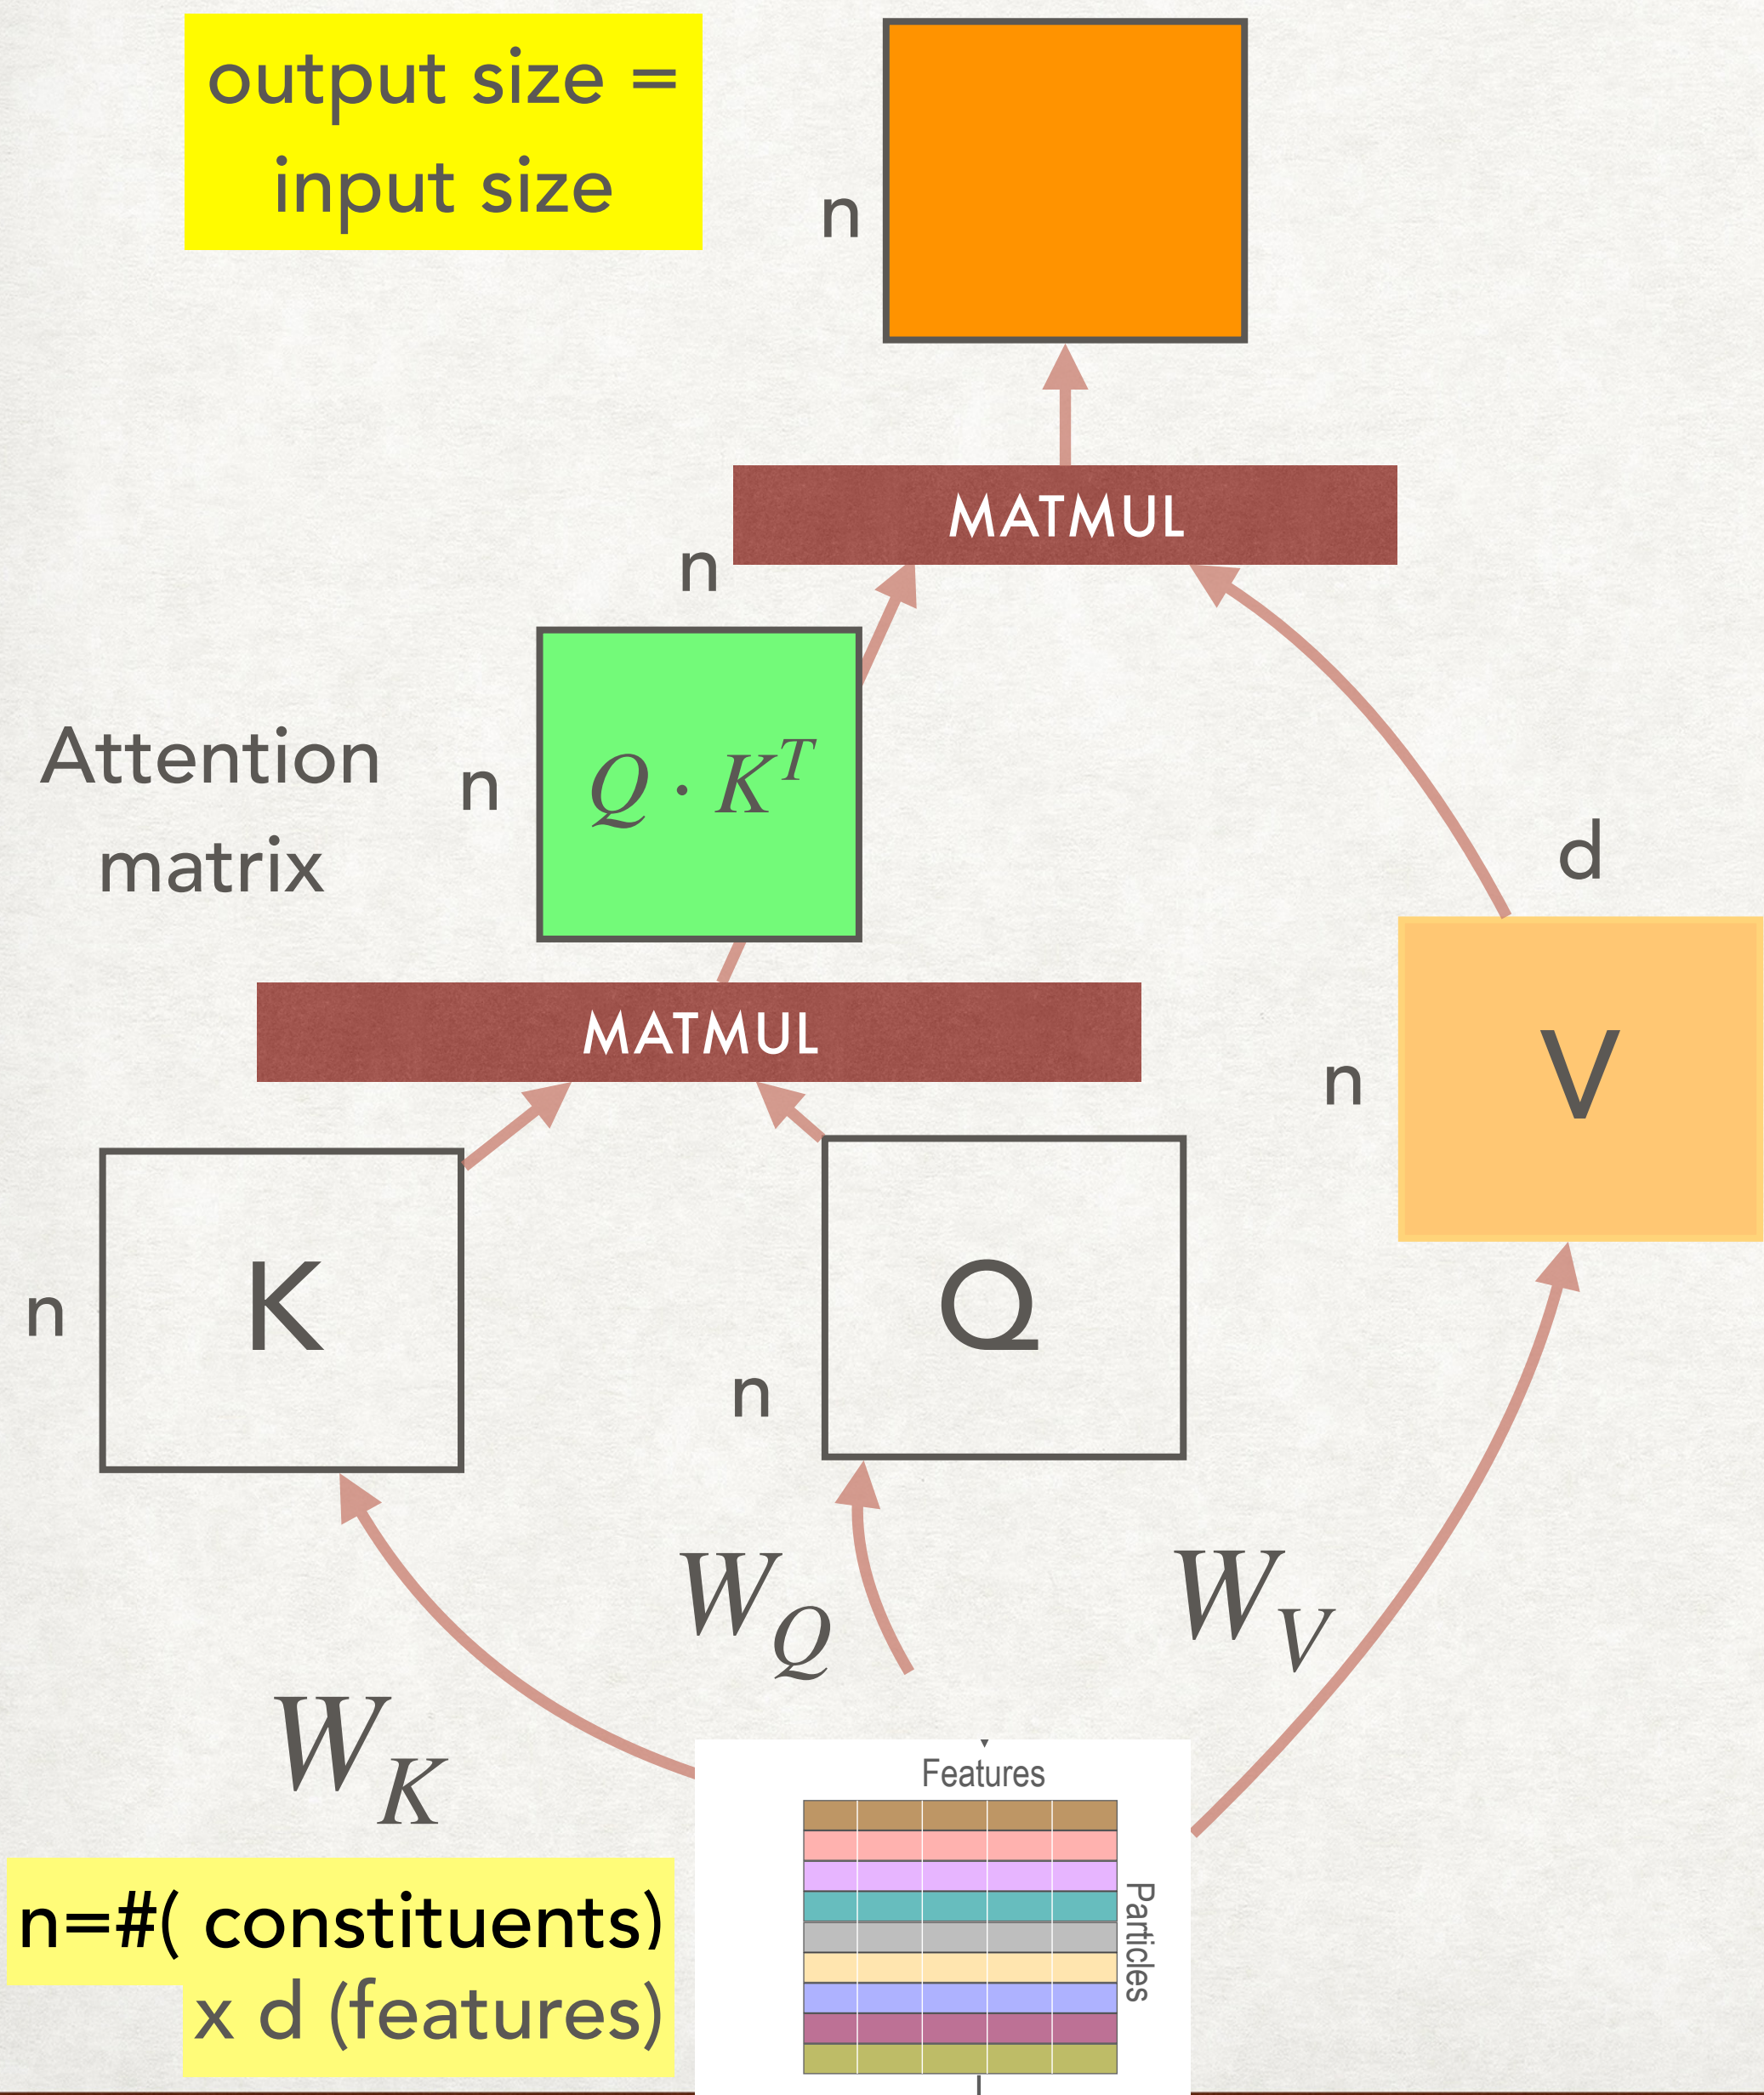 output size =
input size
n
MATMUL
n
Attention
matrix
n
Q · K^T
d
MATMUL
n
V
n
K
Q
n
W_Q
W_V
W_K
Features
Particles
n=#( constituents)
x d (features)